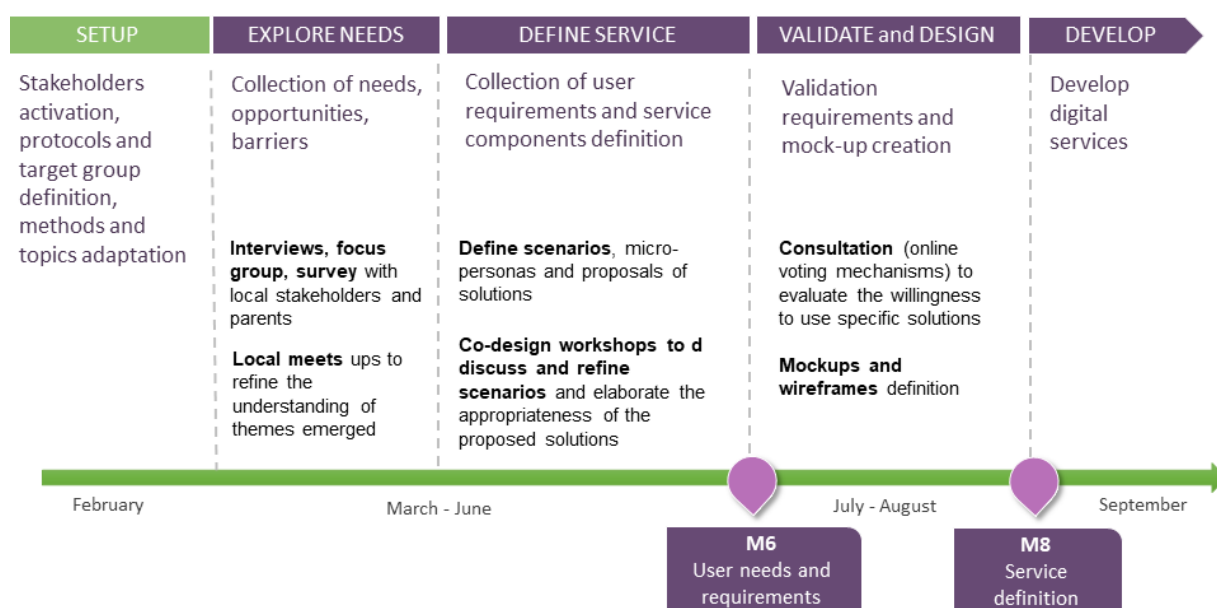 SETUP
EXPLORE NEEDS
DEFINE SERVICE
VALIDATE and DESIGN
DEVELOP
Stakeholders
activation,
protocols and
target group
definition,
methods and
topics adaptation
Collection of needs,
opportunities,
barriers
Interviews, focus
group, survey with
local stakeholders and
parents
Local meets ups to
refine the
understanding of
themes emerged
Collection of user
requirements and service
components definition
Define scenarios, micro-
personas and proposals of
solutions
Co-design workshops to d
discuss and refine
scenarios and elaborate the
appropriateness of the
proposed solutions
Validation
requirements and
mock-up creation
Consultation (online
voting mechanisms) to
evaluate the willingness
to use specific solutions
Mockups and
wireframes definition
Develop
digital
services
February
March - June
July - August
September
M6
User needs and
requirements
M8
Service
definition